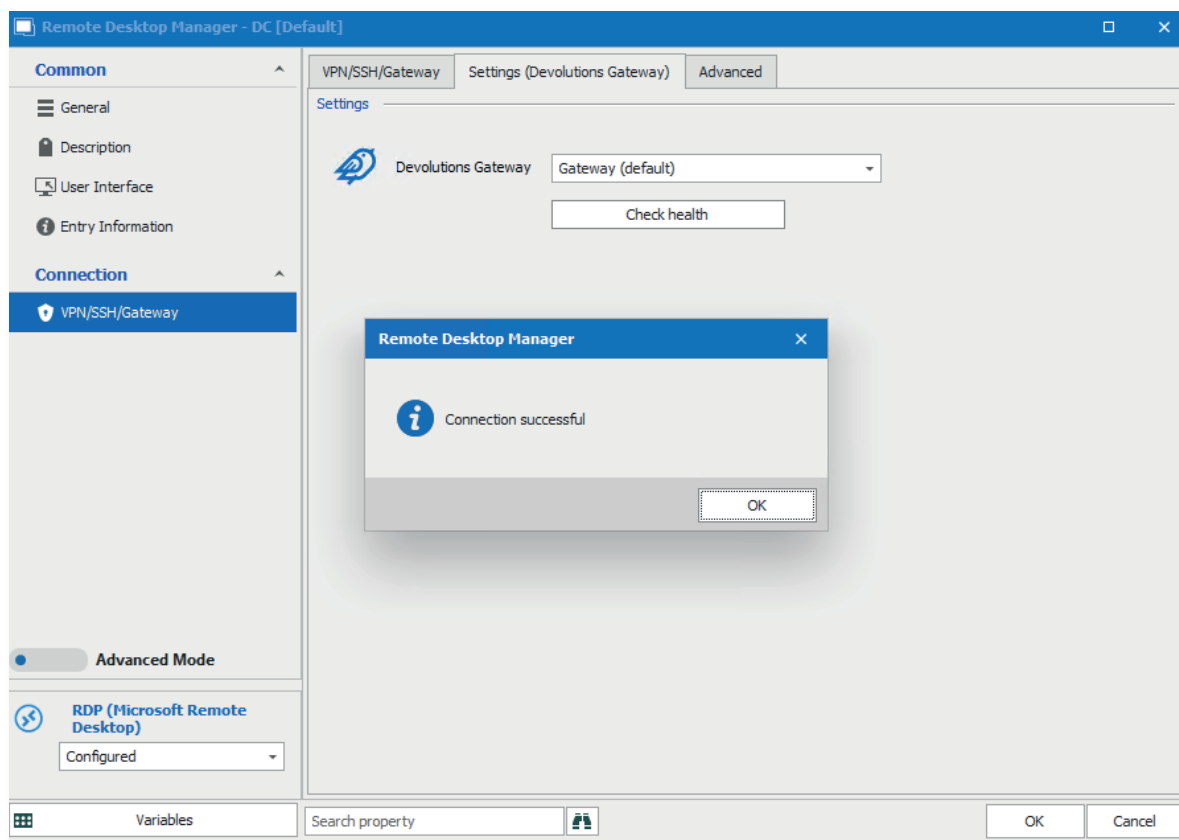 Remote Desktop Manager - DC [Default]
Common
General
Description
User Interface
Entry Information
Connection
VPN/SSH/Gateway
Advanced Mode
RDP (Microsoft Remote
Desktop)
Configured
Variables
VPN/SSH/Gateway
Settings (Devolutions Gateway)
Advanced
Settings
Devolutions Gateway
Gateway (default)
Check health
Remote Desktop Manager
Connection successful
OK
Search property
OK
Cancel